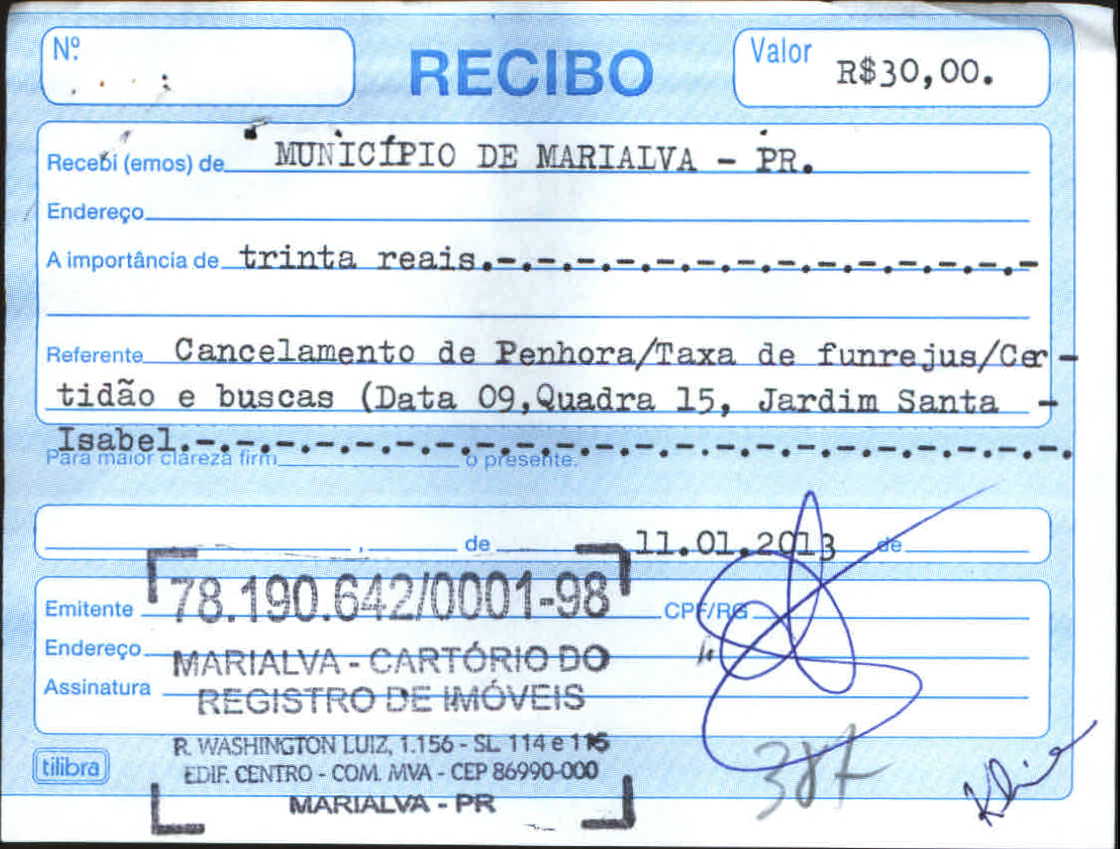 Nº
RECIBO
Valor R$30,00.
Recebi (emos) de MUNICÍPIO DE MARIALVA - PR.
Endereço
A importância de trinta reais.-.-.-.-.-.-.-.-.-.-.-.-.-.-
Referente Cancelamento de Penhora/Taxa de funrejus/Cer-
tidão e buscas (Data 09,Quadra 15, Jardim Santa -
Isabel.-.-.-.-.-.-.-.-.-.-.-.-.-.-.-.-.-.-.-.-.-.-.
Para maior clareza firm o presente.
, de 11.01.2013 de
Emitente 78.190.642/0001-98 CPF/RG
Endereço
MARIALVA - CARTÓRIO DO
Assinatura REGISTRO DE IMÓVEIS
R. WASHINGTON LUIZ, 1.156 - SL. 114 e 115
EDIF. CENTRO - COM. MVA - CEP 86990-000
MARIALVA - PR
tilibra
387